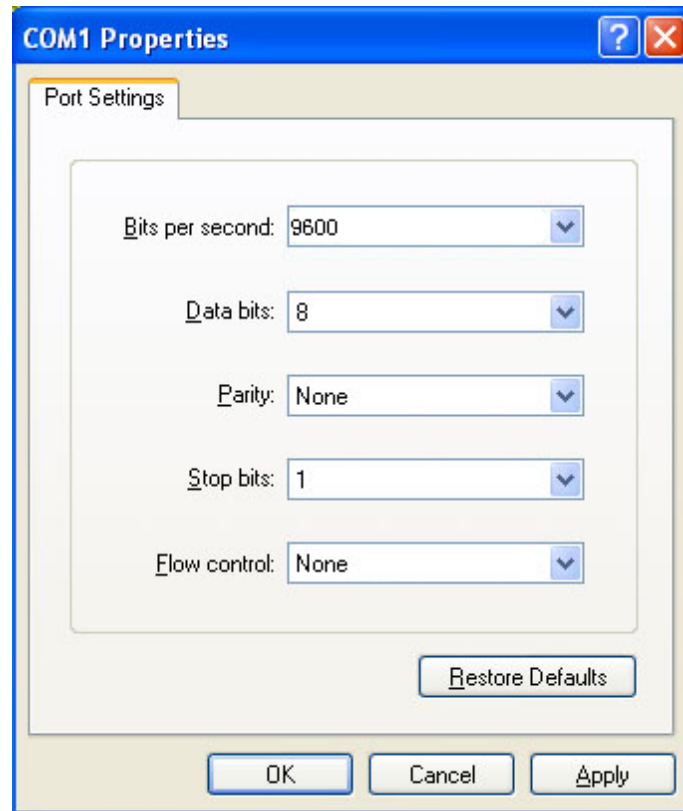 COM1 Properties
Port Settings
Bits per second: 9600
Data bits: 8
Parity: None
Stop bits: 1
Flow control: None
Restore Defaults
OK Cancel Apply